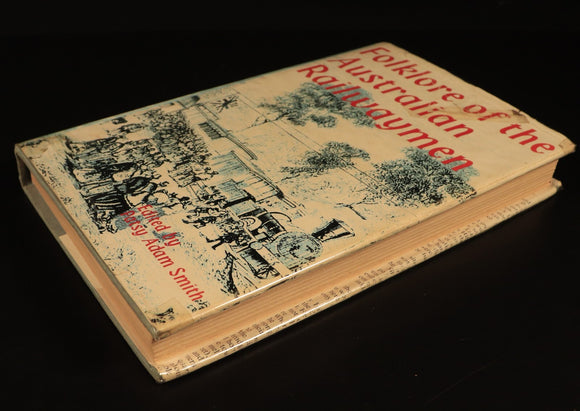 Folklore of the
Australian
Railwaymen
Edited by
Patsy Adam Smith